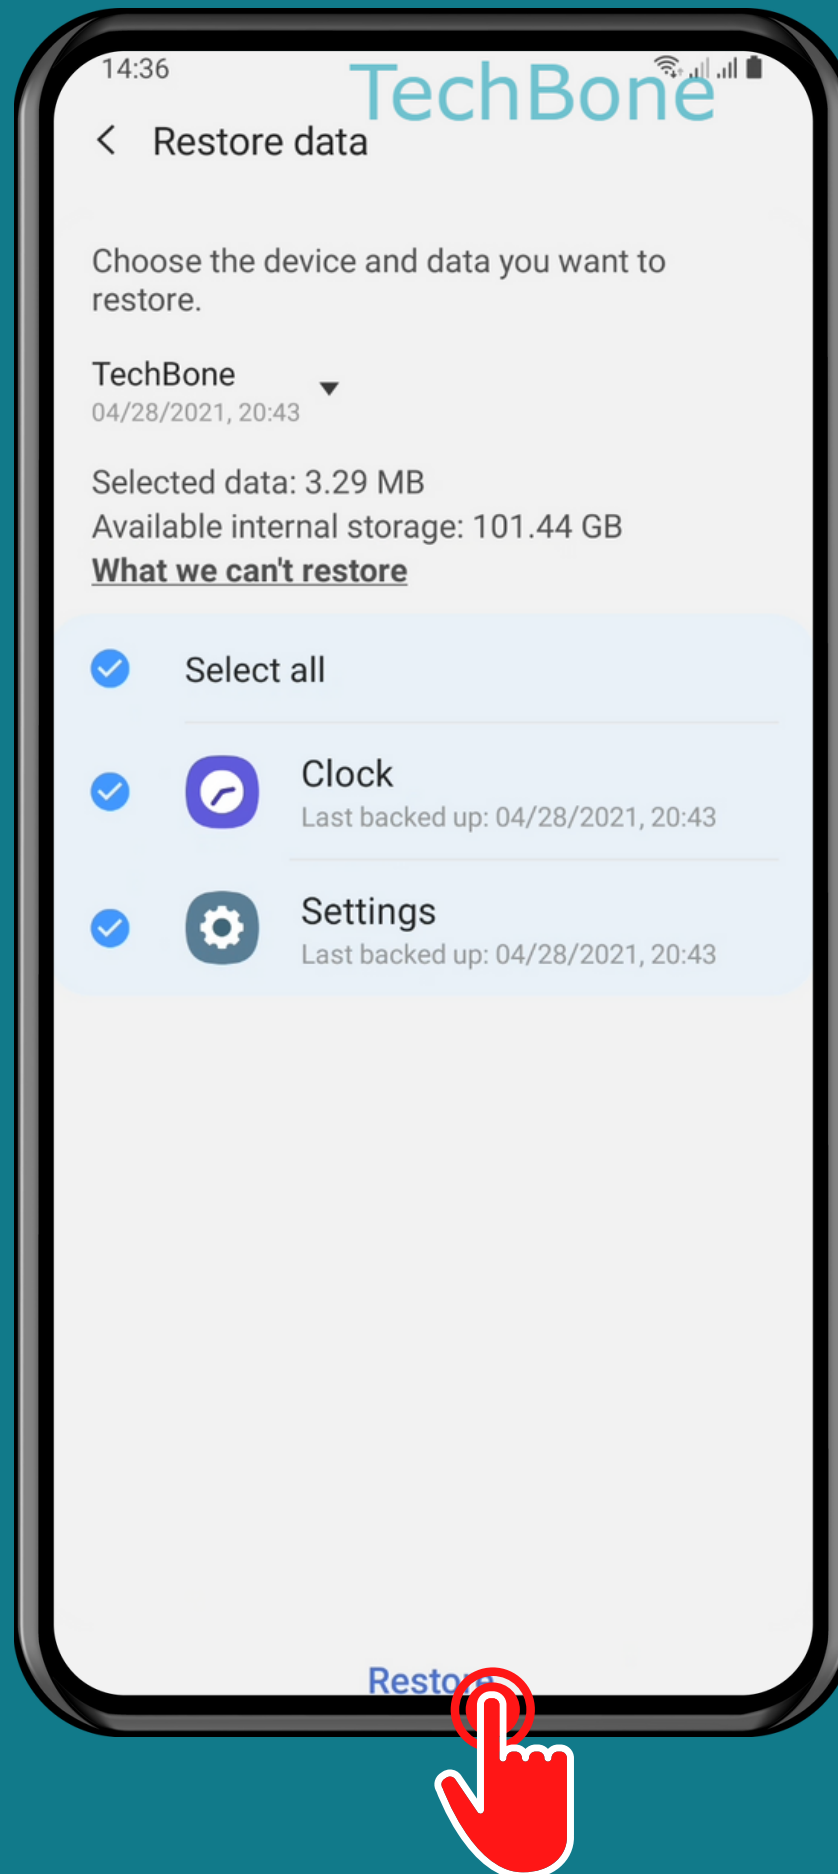 14:36
TechBone
Restore data
Choose the device and data you want to
restore.
TechBone
04/28/2021, 20:43
Selected data: 3.29 MB
Available internal storage: 101.44 GB
What we can't restore
Select all
Clock
Last backed up: 04/28/2021, 20:43
Settings
Last backed up: 04/28/2021, 20:43
Restore